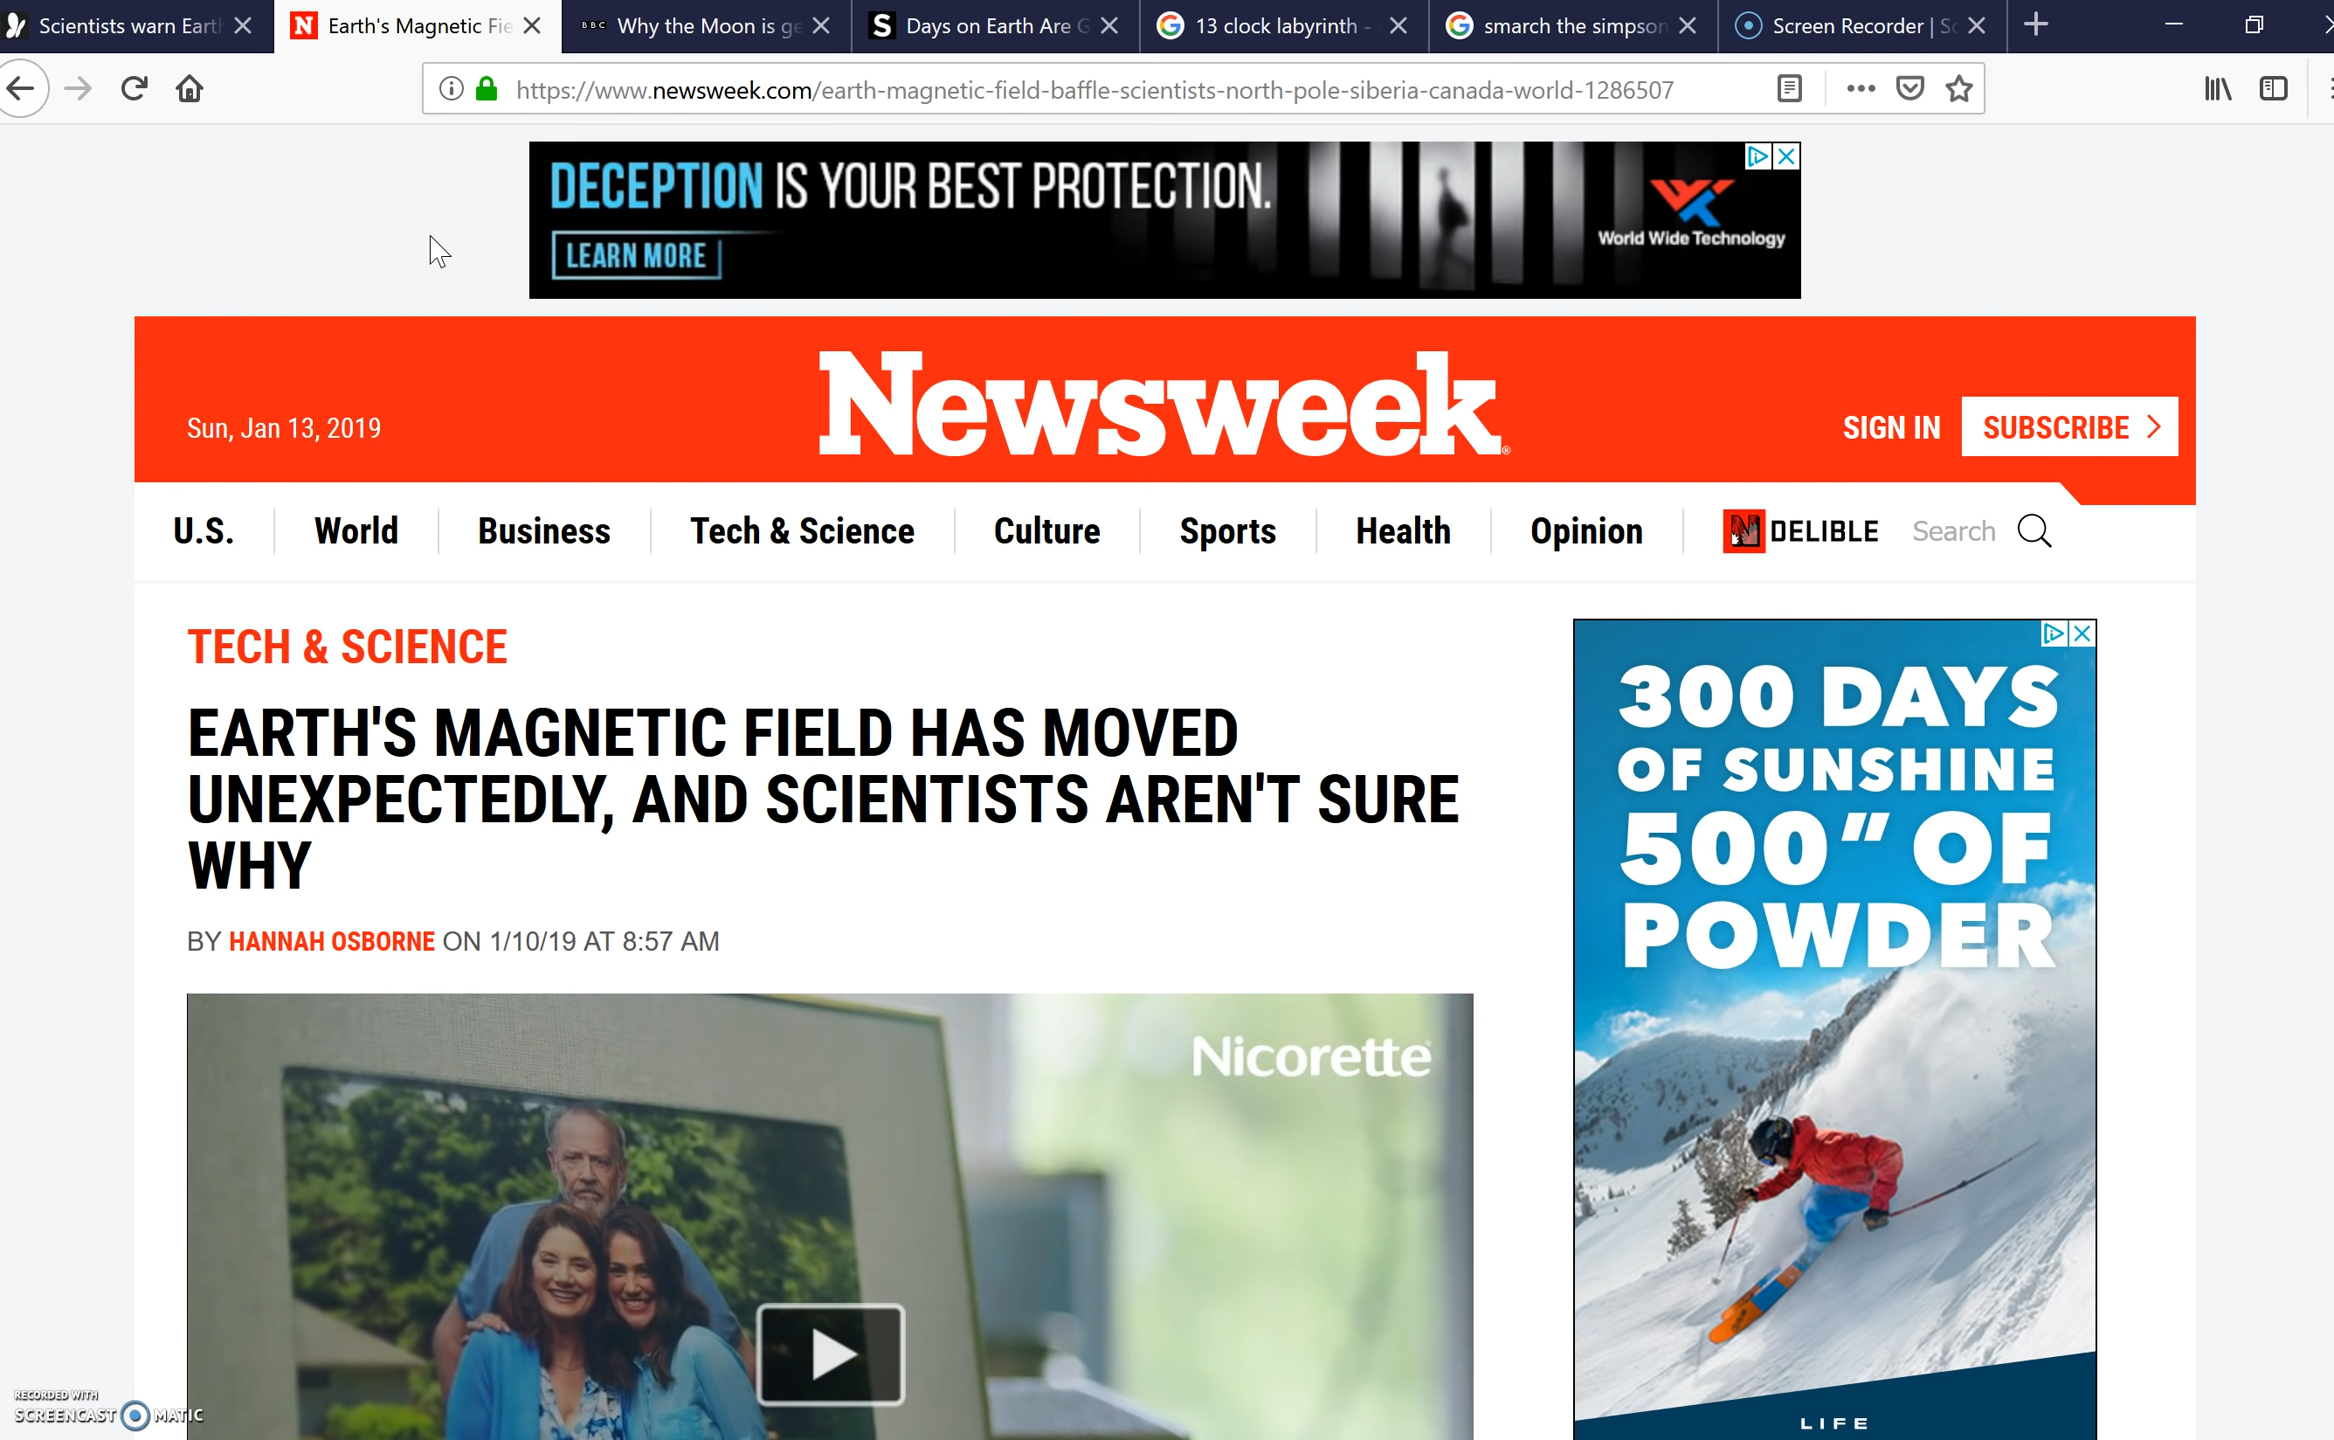 Scientists warn Eart
Earth's Magnetic Fie
BBC
Why the Moon is ge
Days on Earth Are G
13 clock labyrinth -
smarch the simpson
Screen Recorder | Sc
https://www.newsweek.com/earth-magnetic-field-baffle-scientists-north-pole-siberia-canada-world-1286507
DECEPTION IS YOUR BEST PROTECTION.
LEARN MORE
World Wide Technology
Newsweek®
Sun, Jan 13, 2019
SIGN IN
SUBSCRIBE >
U.S.
World
Business
Tech & Science
Culture
Sports
Health
Opinion
N DELIBLE
Search
TECH & SCIENCE
EARTH'S MAGNETIC FIELD HAS MOVED
UNEXPECTEDLY, AND SCIENTISTS AREN'T SURE
WHY
BY HANNAH OSBORNE ON 1/10/19 AT 8:57 AM
Nicorette
300 DAYS
OF SUNSHINE
500" OF
POWDER
LIFE
RECORDED WITH
SCREENCAST MATIC